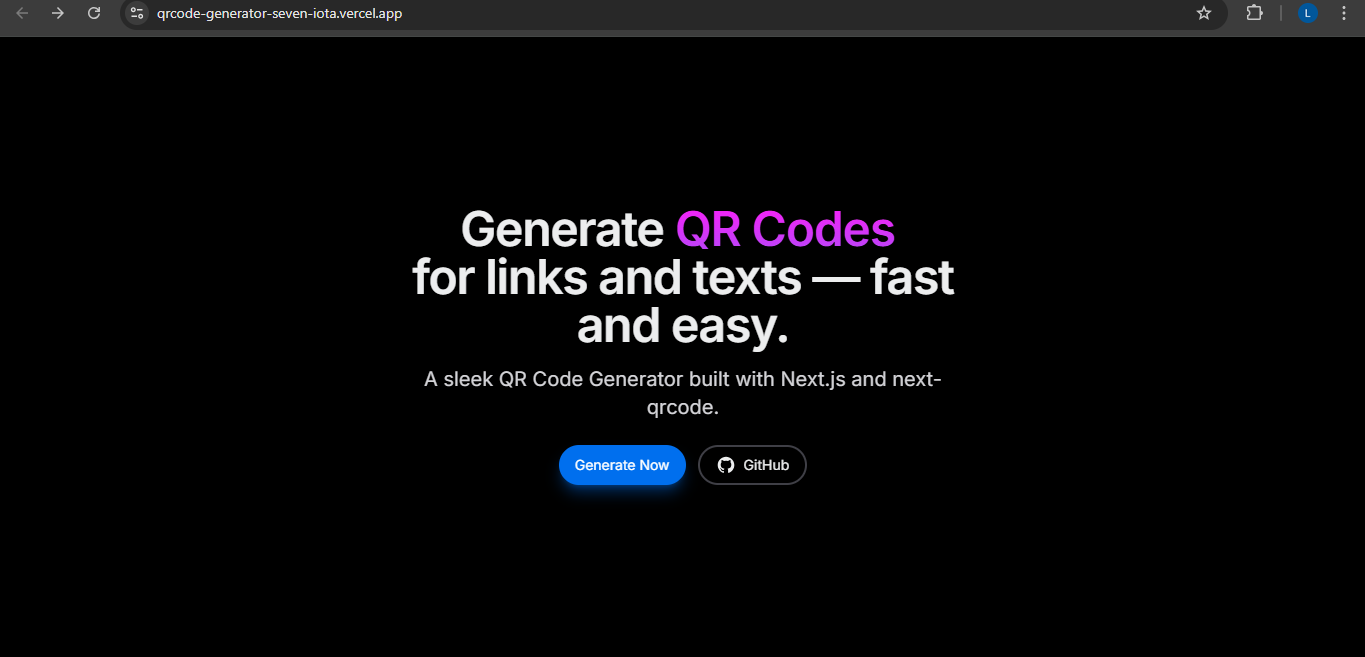 qrcode-generator-seven-iota.vercel.app
L
Generate QR Codes
for links and texts — fast
and easy.
A sleek QR Code Generator built with Next.js and next-
qrcode.
Generate Now
GitHub